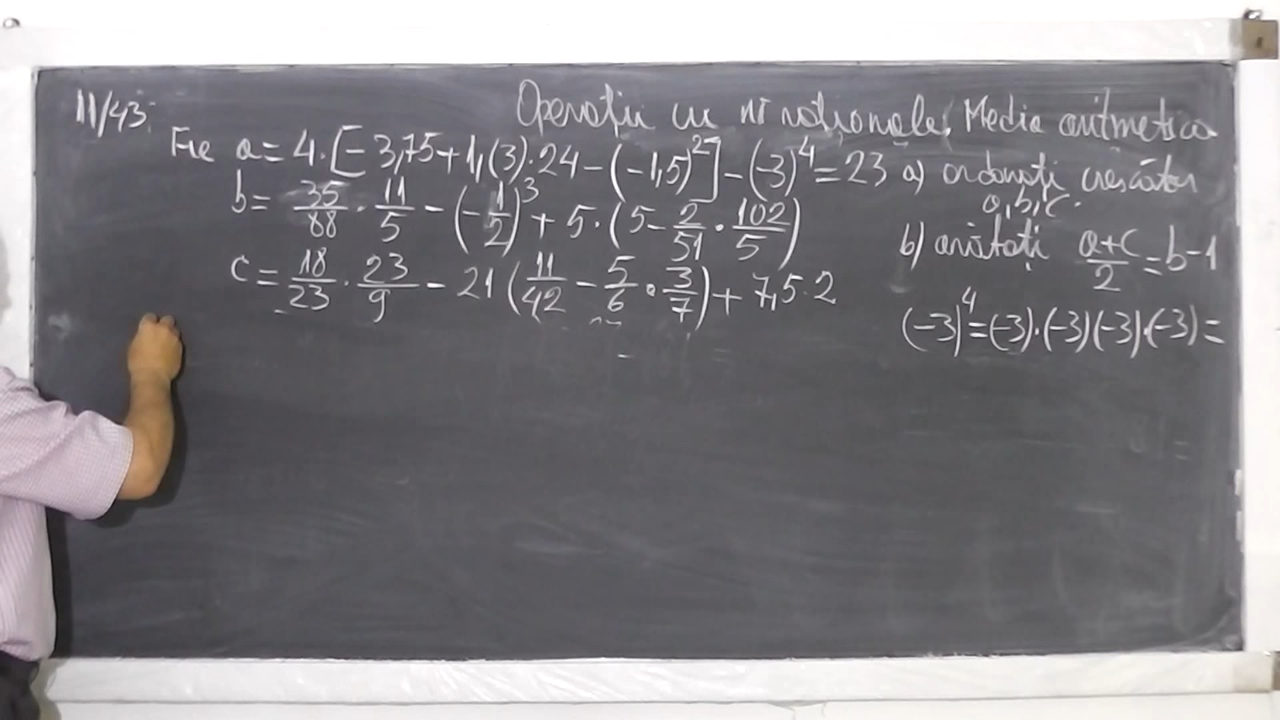 11/43:
Operații cu nr raționale. Media aritmetica
Fie a = 4·[-3,75+1,(3)·24-(-1,5)²]-(-3)⁴=23
b = 35/88 · 11/5 - (-1/2)³ + 5·(5 - 2/51 · 102/5)
c = 18/23 · 23/9 - 21(11/42 - 5/6 · 3/7) + 7,5·2
a) ordonați crescător
a,b,c.
b) arătați (a+c)/2 = b-1
(-3)⁴=(-3)·(-3)(-3)·(-3)=